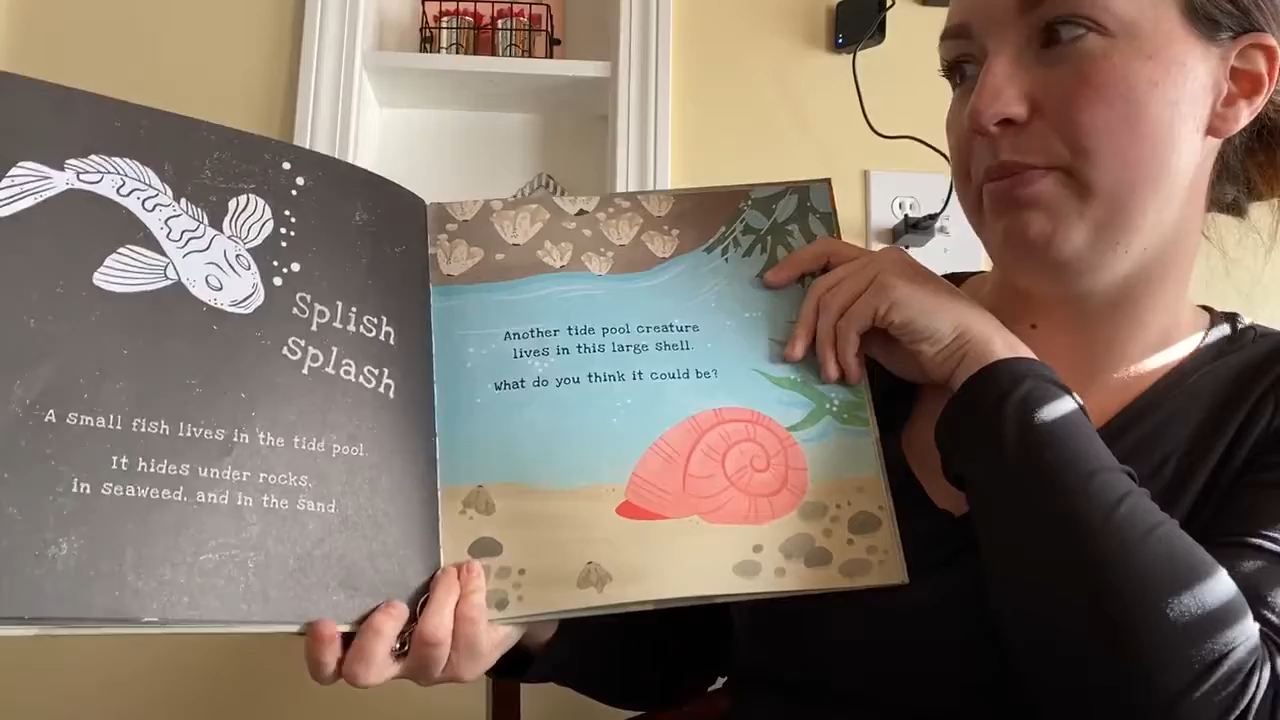 Splish
Splash
A small fish lives in the tide pool.
It hides under rocks,
in seaweed, and in the sand.
Another tide pool creature
lives in this large shell.
What do you think it could be?